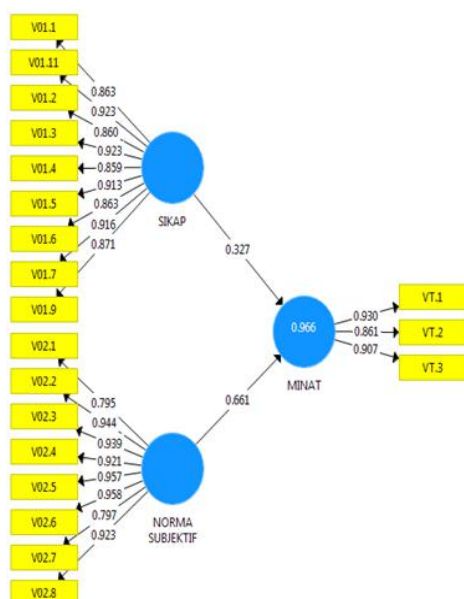 V01.1
V01.11
V01.2
V01.3
V01.4
V01.5
V01.6
V01.7
V01.9
0.863
0.923
0.860
0.923
0.859
0.913
0.863
0.916
0.871
SIKAP
0.327
V02.1
V02.2
V02.3
V02.4
V02.5
V02.6
V02.7
V02.8
0.795
0.944
0.939
0.921
0.957
0.958
0.797
0.923
NORMA
SUBJEKTIF
0.661
0.966
MINAT
0.930
0.861
0.907
VT.1
VT.2
VT.3